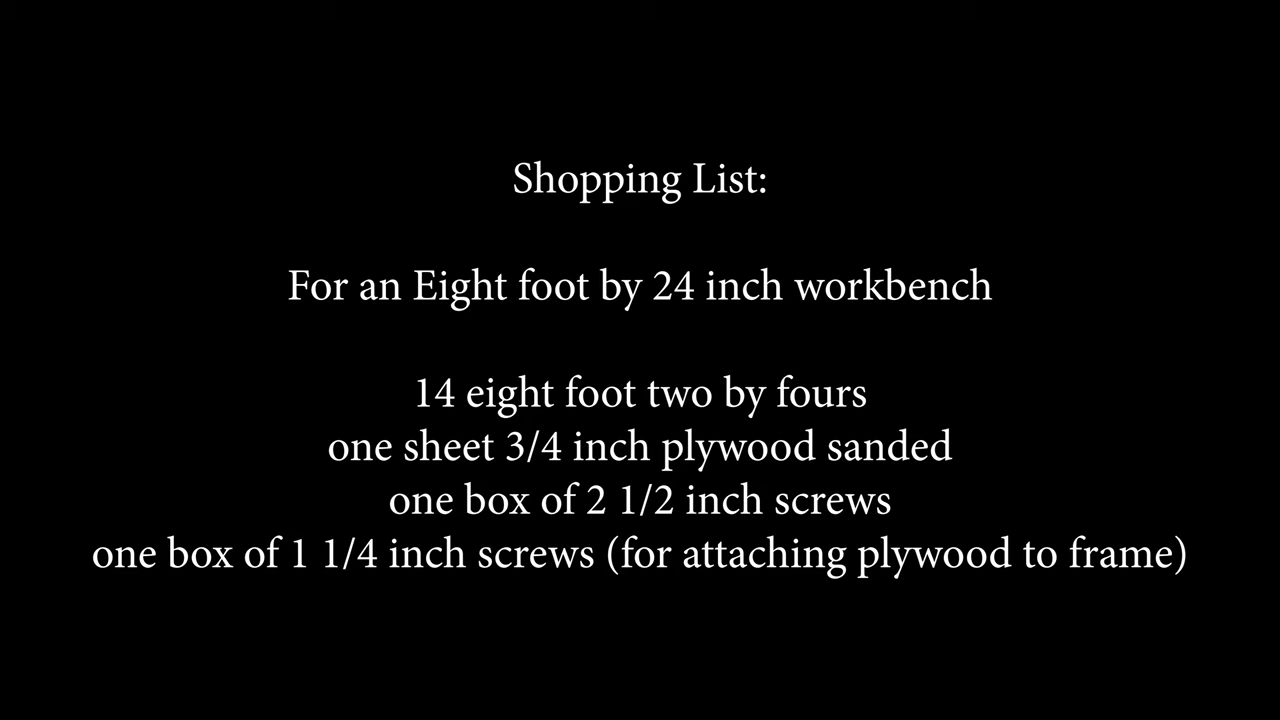 Shopping List:
For an Eight foot by 24 inch workbench
14 eight foot two by fours
one sheet 3/4 inch plywood sanded
one box of 2 1/2 inch screws
one box of 1 1/4 inch screws (for attaching plywood to frame)